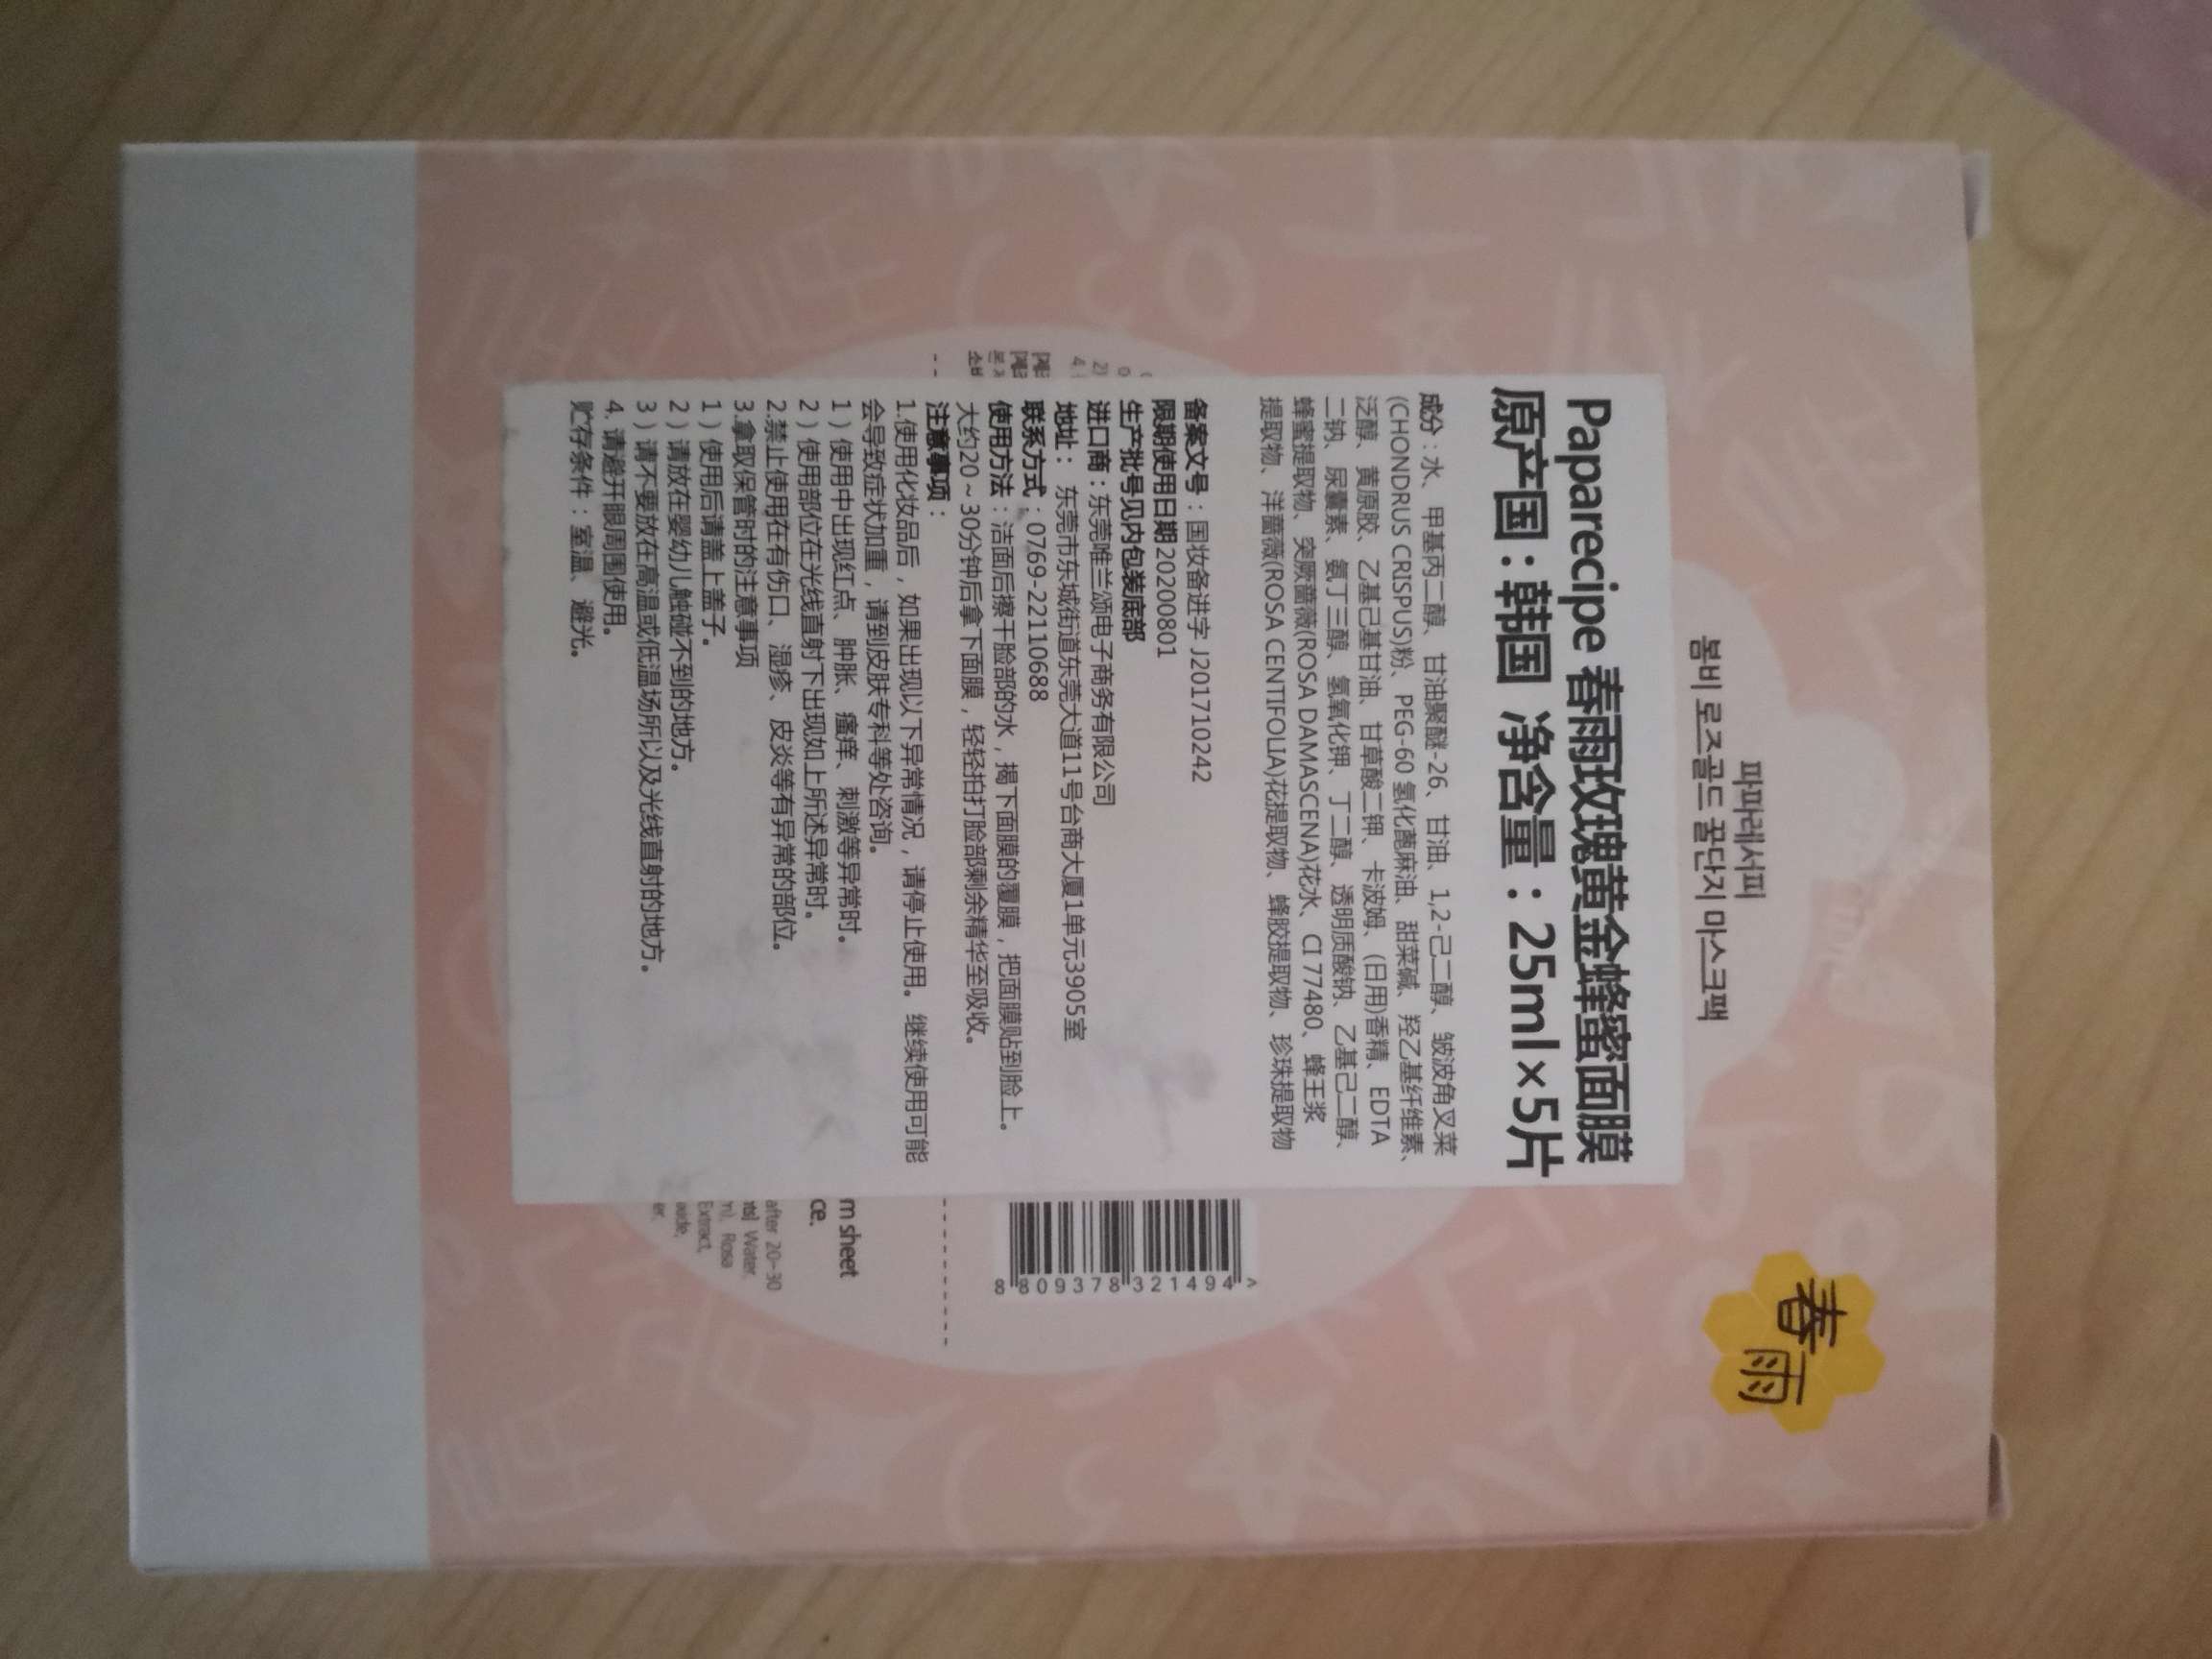 파파레서피
봄비 로즈골드 꿀단지 마스크팩
春雨
Paparecipe 春雨玫瑰黄金蜂蜜面膜
原产国：韩国 净含量：25ml×5片
成分：水、甲基丙二醇、甘油聚醚-26、甘油、1,2-己二醇、皱波角叉菜
(CHONDRUS CRISPUS)粉、PEG-60 氢化蓖麻油、甜菜碱、羟乙基纤维素、
泛醇、黄原胶、乙基己基甘油、甘草酸二钾、卡波姆、(日用)香精、EDTA
二钠、尿囊素、氨丁三醇、氢氧化钾、丁二醇、透明质酸钠、乙基己二醇、
蜂蜜提取物、突厥蔷薇(ROSA DAMASCENA)花水、CI 77480、蜂王浆
提取物、洋蔷薇(ROSA CENTIFOLIA)花提取物、蜂胶提取物、珍珠提取物
备案文号：国妆备进字 J201710242
限期使用日期20200801
生产批号见内包装底部
进口商：东莞唯兰颂电子商务有限公司
地址： 东莞市东城街道东莞大道11号台商大厦1单元3905室
联系方式：0769-22110688
使用方法：洁面后擦干脸部的水，揭下面膜的覆膜，把面膜贴到脸上。
大约20～30分钟后拿下面膜，轻轻拍打脸部剩余精华至吸收。
注意事项：
1.使用化妆品后，如果出现以下异常情况，请停止使用。继续使用可能
会导致症状加重，请到皮肤专科等处咨询。
1）使用中出现红点、肿胀、瘙痒、刺激等异常时。
2）使用部位在光线直射下出现如上所述异常时。
2.禁止使用在有伤口、湿疹、皮炎等有异常的部位。
3.拿取保管时的注意事项
1）使用后请盖上盖子。
2）请放在婴幼儿触碰不到的地方。
3）请不要放在高温或低温场所以及光线直射的地方。
4. 请避开眼周围使用。
贮存条件：室温、避光。
8 809378 321494 >
m sheet
ce.
after 20~30
Water,
Rosa
Extract,
er,